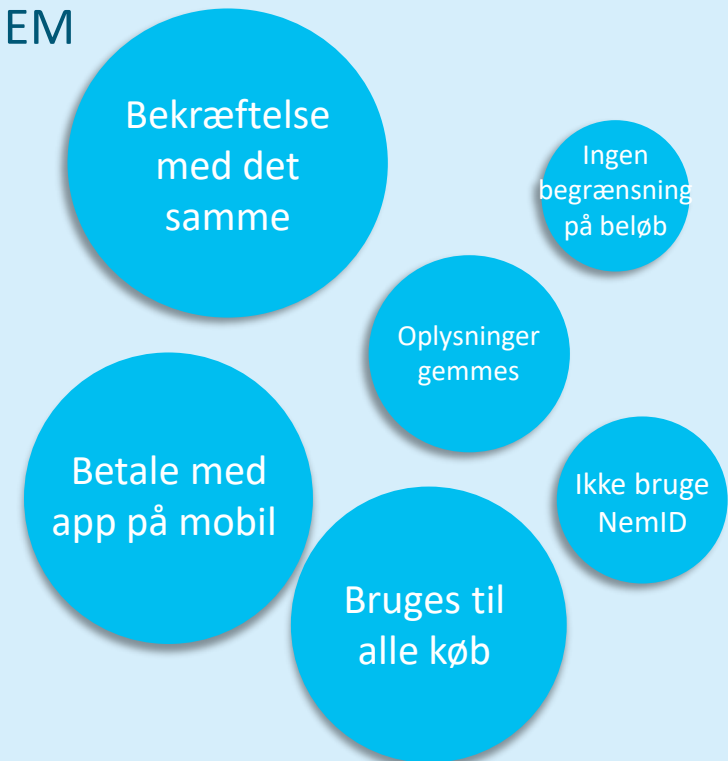 EM
Bekræftelse
med det
samme
Ingen
begrænsning
på beløb
Oplysninger
gemmes
Betale med
app på mobil
Ikke bruge
NemID
Bruges til
alle køb